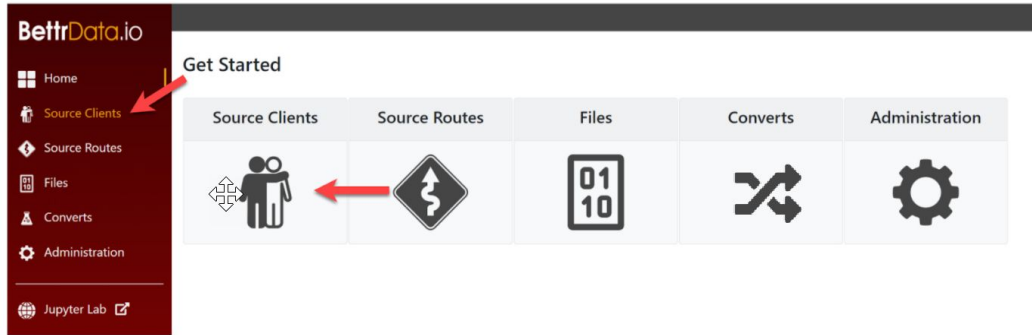 BettrData.io
Home
Source Clients
Source Routes
Files
Converts
Administration
Jupyter Lab
Get Started
Source Clients
Source Routes
Files
Converts
Administration
01
10